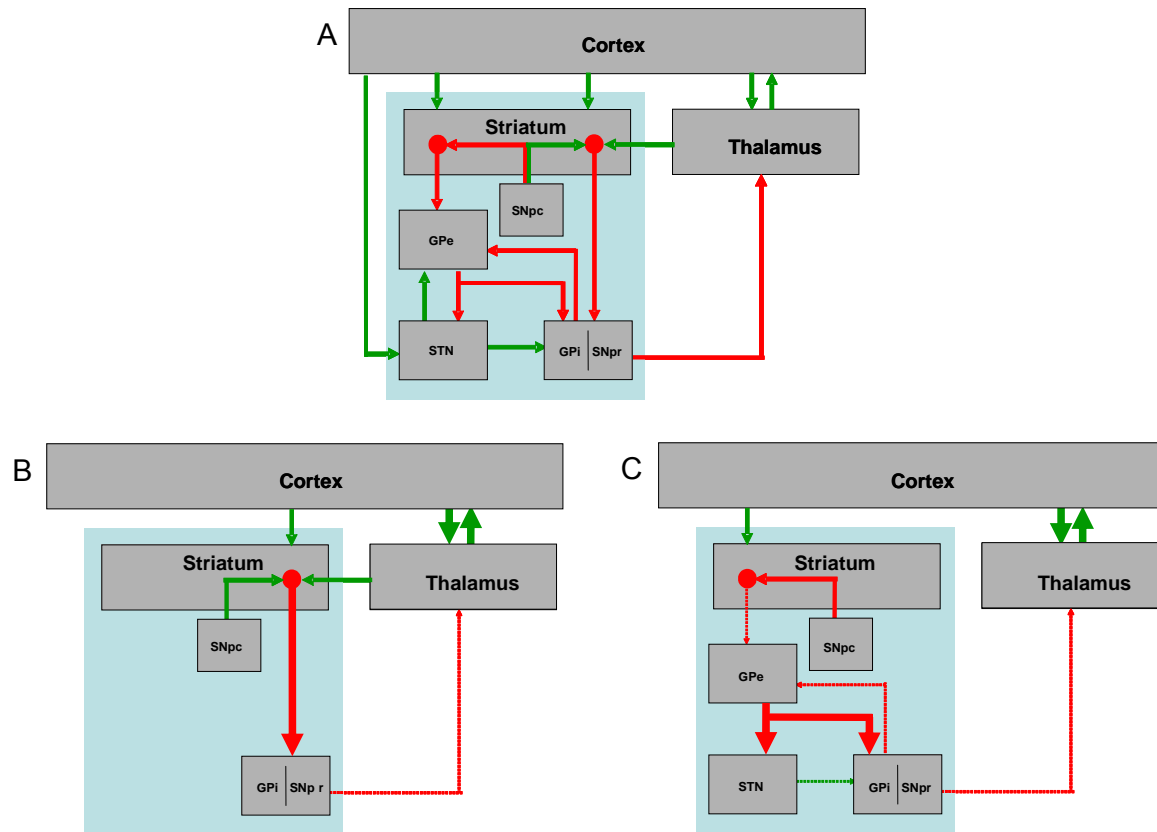 A
Cortex
Striatum
Thalamus
SNpc
GPe
STN
GPi SNpr
B
Cortex
Striatum
Thalamus
SNpc
GPi SNp r
C
Cortex
Striatum
Thalamus
SNpc
GPe
STN
GPi SNpr